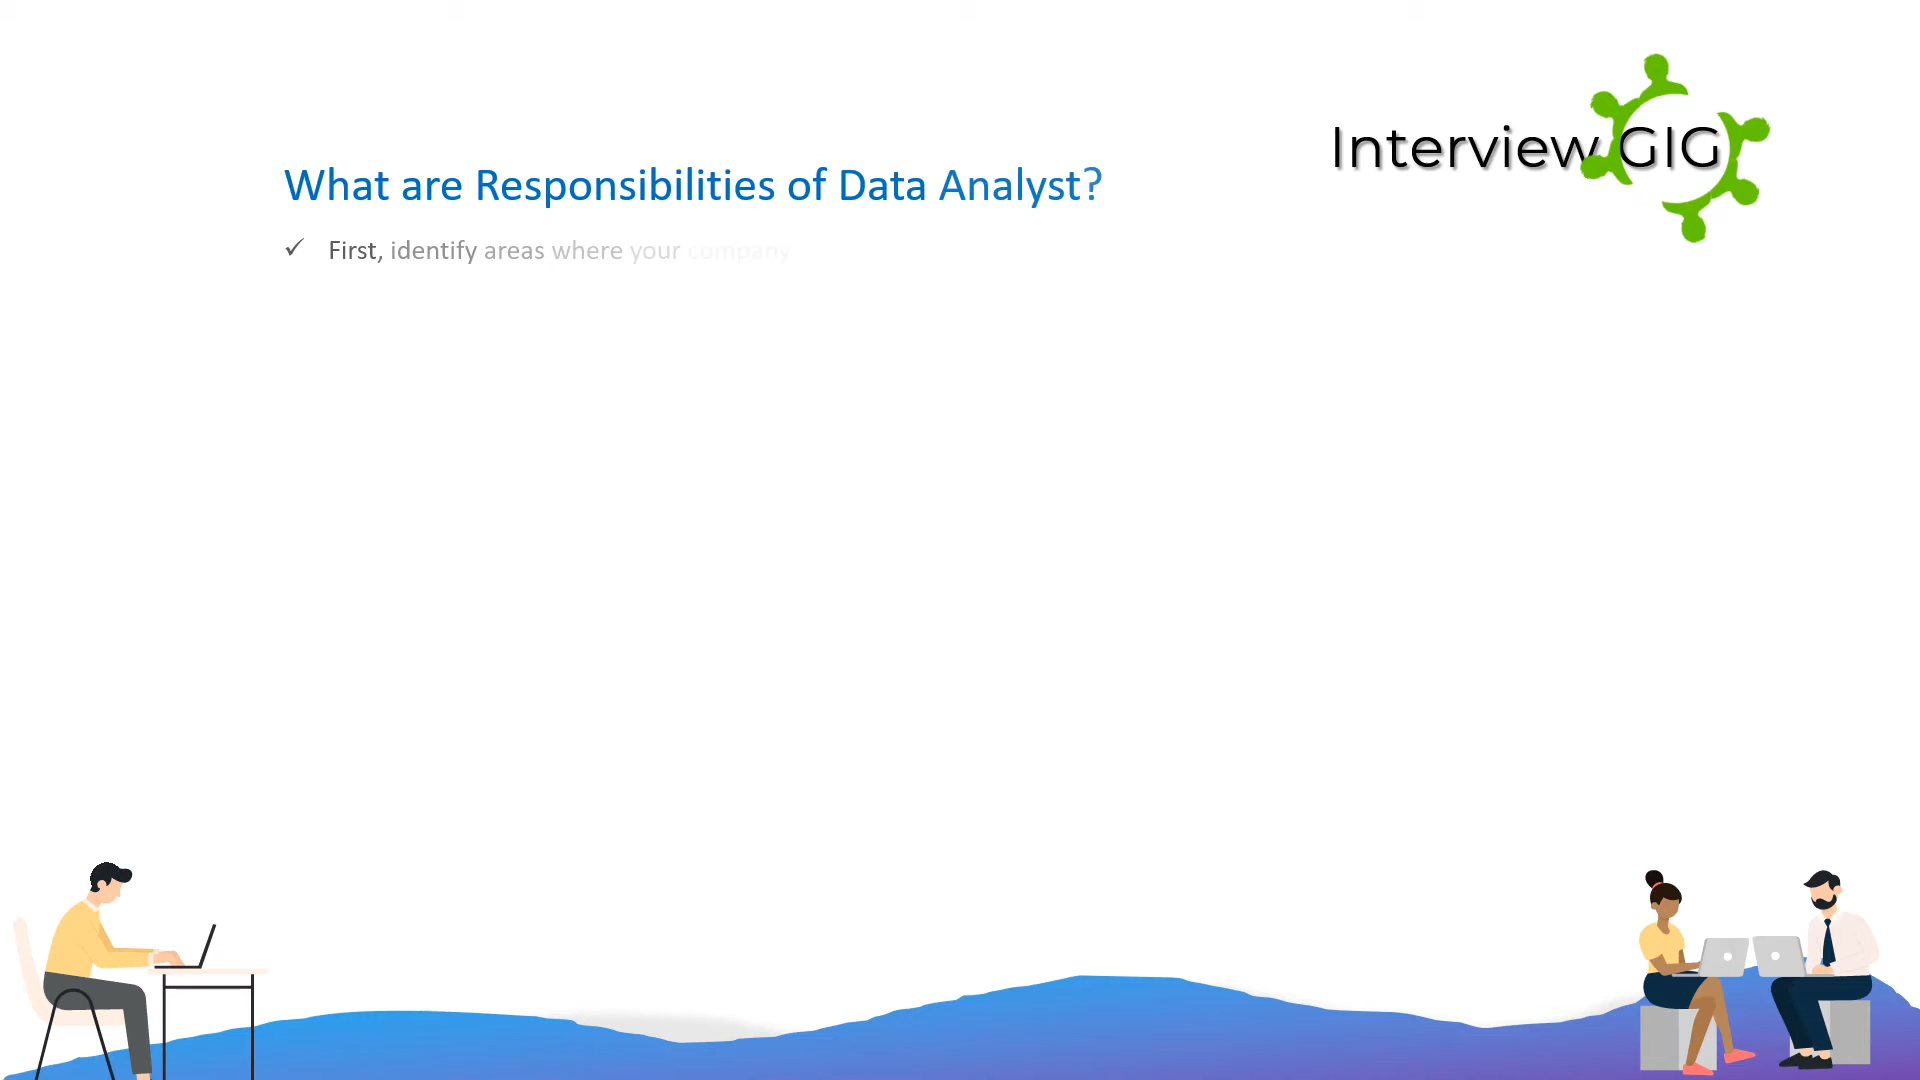 Interview GIG
What are Responsibilities of Data Analyst?
✓ First, identify areas where your company